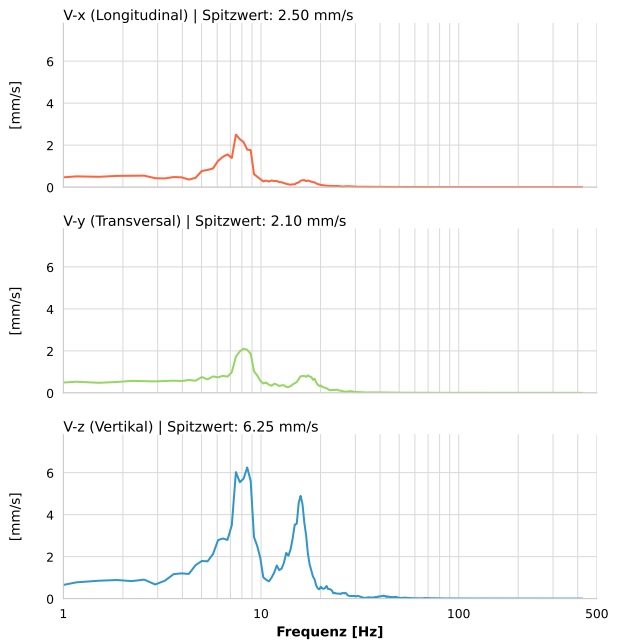 V-x (Longitudinal) | Spitzwert: 2.50 mm/s
[mm/s]
6
4
2
0
V-y (Transversal) | Spitzwert: 2.10 mm/s
[mm/s]
6
4
2
0
V-z (Vertikal) | Spitzwert: 6.25 mm/s
[mm/s]
6
4
2
0
1 10 100 500
Frequenz [Hz]